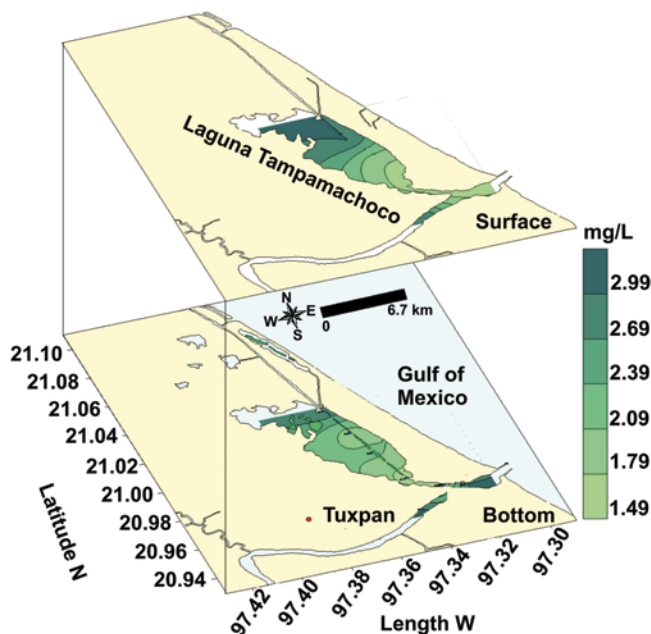 Laguna Tampamachoco
Surface
mg/L
2.99
2.69
2.39
2.09
1.79
1.49
N
W E
S
0 6.7 km
Gulf of
Mexico
21.10
21.08
21.06
21.04
21.02
21.00
20.98
20.96
20.94
Latitude N
Tuxpan
Bottom
97.42 97.40 97.38 97.36 97.34 97.32 97.30
Length W